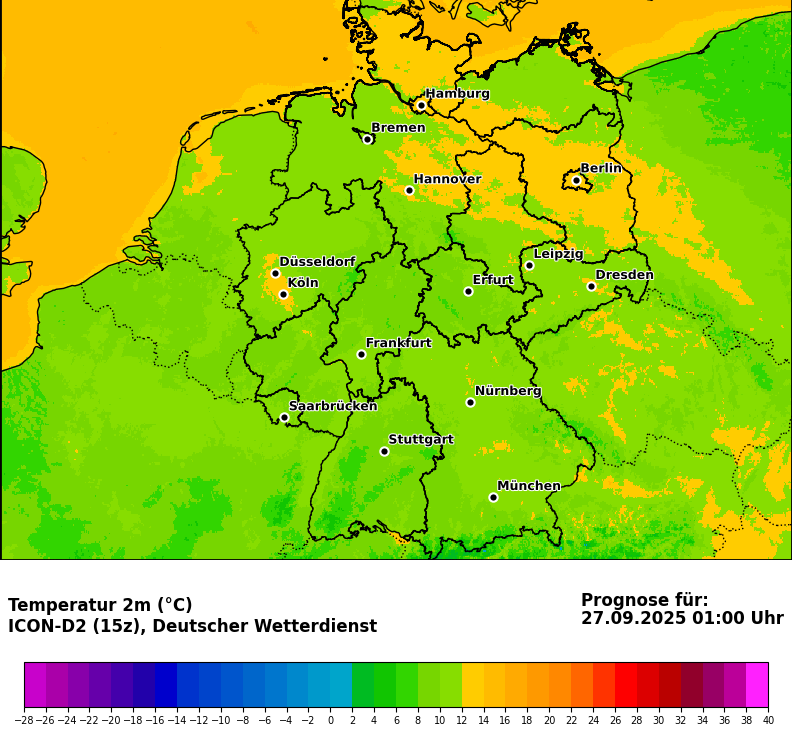 Hamburg
Bremen
Berlin
Hannover
Leipzig
Düsseldorf
Dresden
Erfurt
Köln
Frankfurt
Nürnberg
Saarbrücken
Stuttgart
München
Temperatur 2m (°C)
ICON-D2 (15z), Deutscher Wetterdienst
Prognose für:
27.09.2025 01:00 Uhr
−28 −26 −24 −22 −20 −18 −16 −14 −12 −10 −8 −6 −4 −2 0 2 4 6 8 10 12 14 16 18 20 22 24 26 28 30 32 34 36 38 40